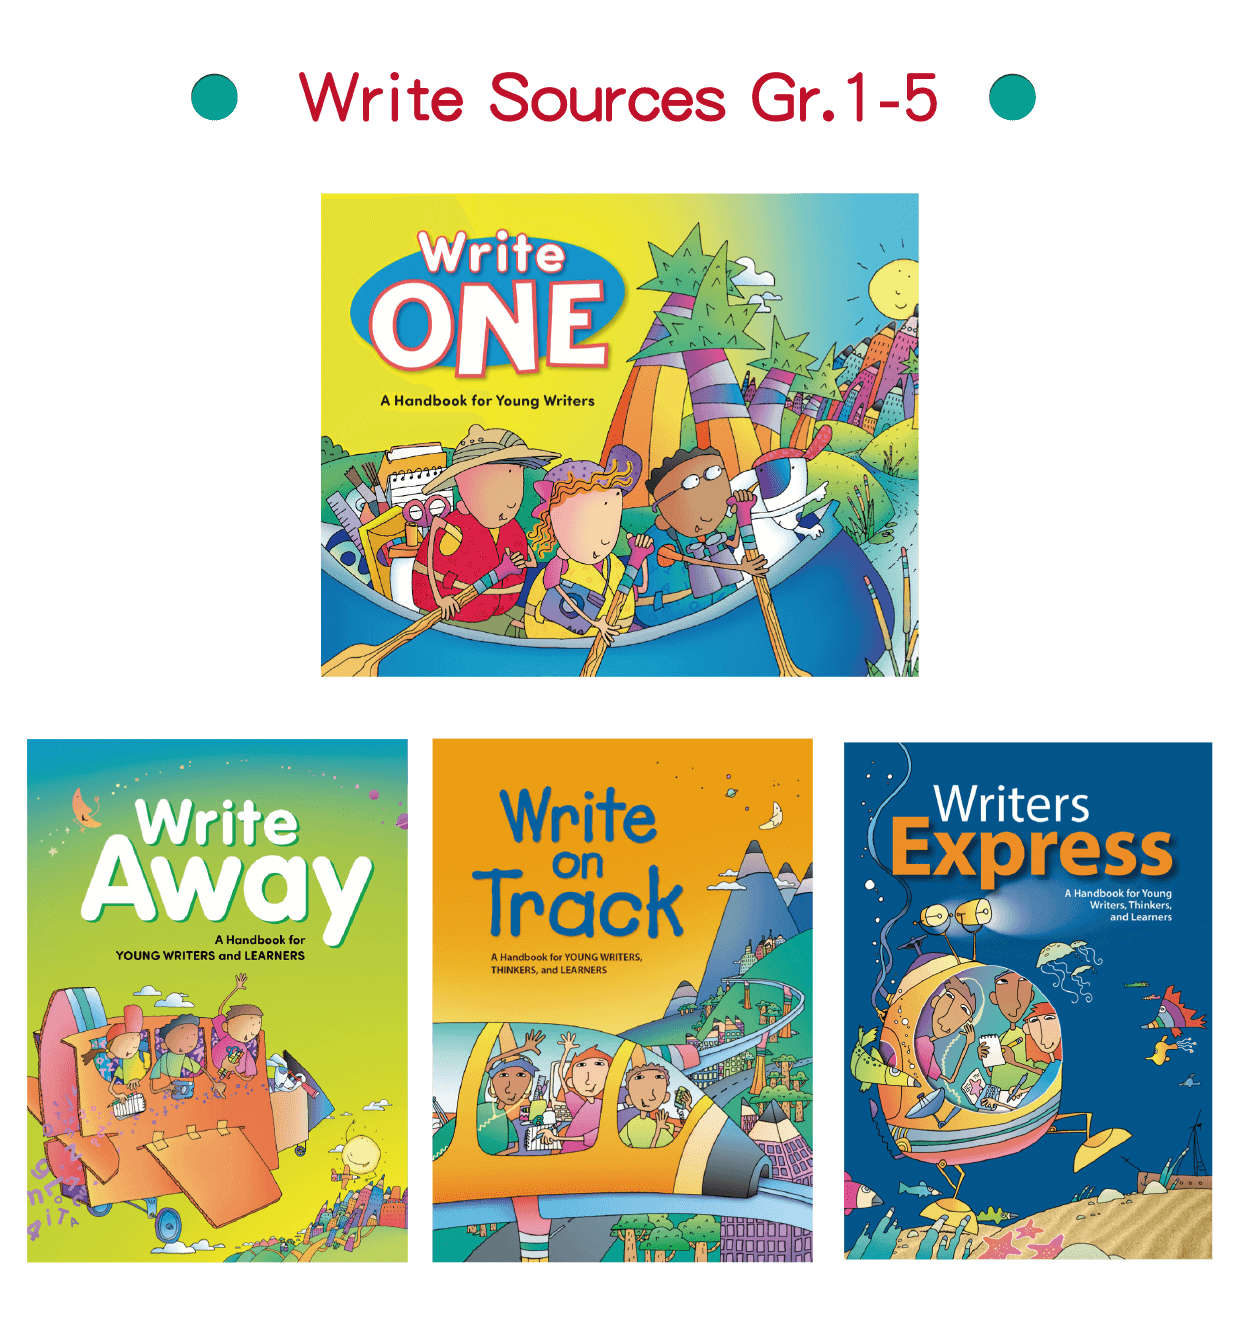 Write Sources Gr.1-5
Write
ONE
A Handbook for Young Writers
Write
Away
A Handbook for
YOUNG WRITERS and LEARNERS
Write
on
Track
A Handbook for YOUNG WRITERS,
THINKERS, and LEARNERS
Writers
Express
A Handbook for Young
Writers, Thinkers,
and Learners